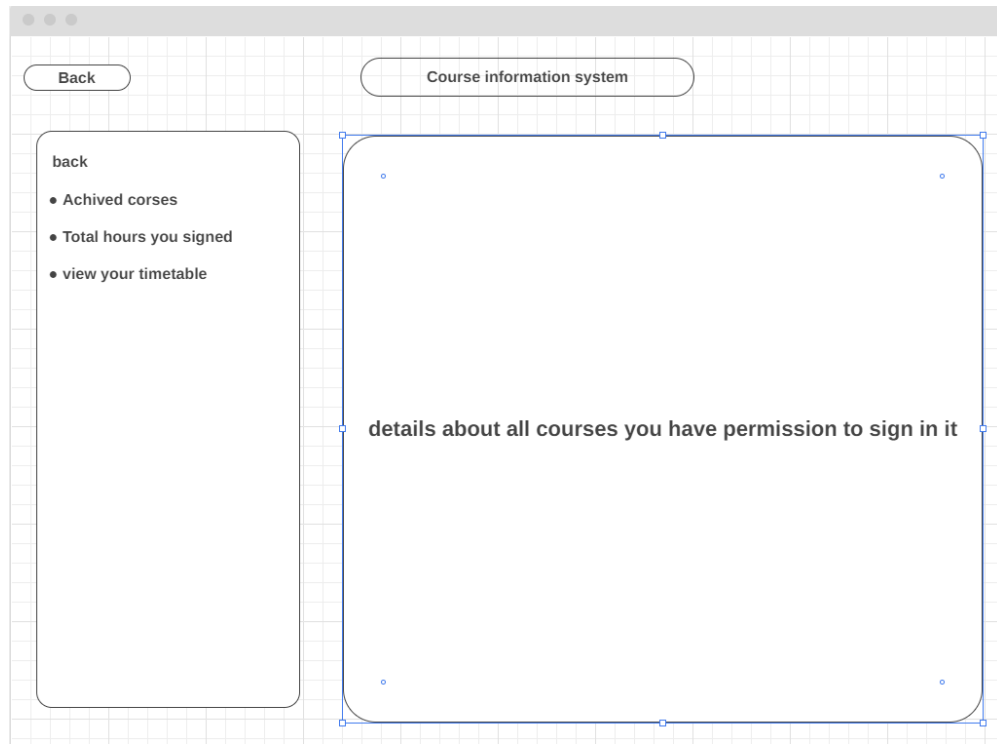 Back
Course information system
back
● Achived corses
● Total hours you signed
● view your timetable
details about all courses you have permission to sign in it